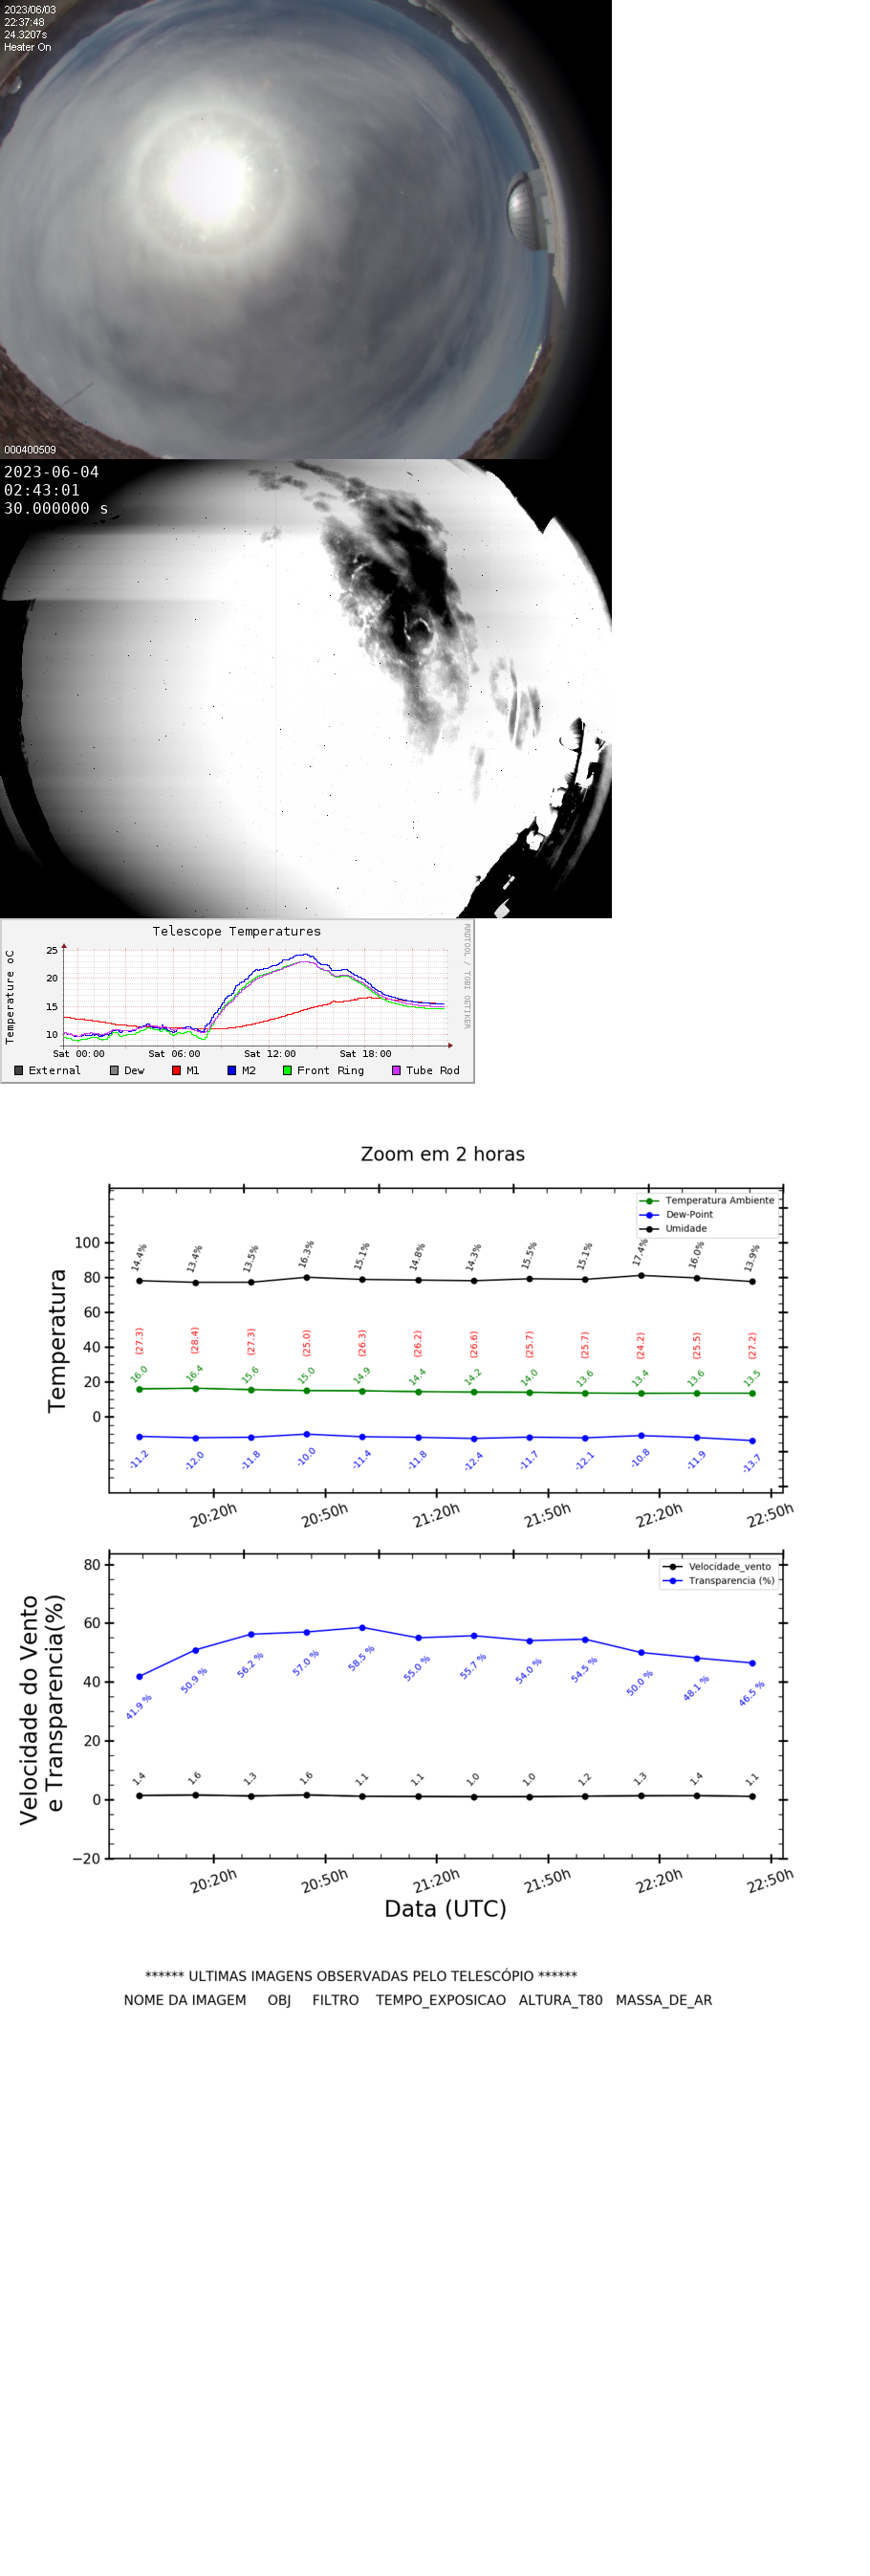 2023/06/03
22:37:48
24.3207s
Heater On
000400509
2023-06-04
02:43:01
30.000000 s
Telescope Temperatures
Temperature oC
25
20
15
10
Sat 00:00 Sat 06:00 Sat 12:00 Sat 18:00
External Dew M1 M2 Front Ring Tube Rod
RRDTOOL / TOBI OETIKER
Zoom em 2 horas
Temperatura
Temperatura Ambiente
Dew-Point
Umidade
100
80
60
40
20
0
14.4% 13.4% 13.5% 16.3% 15.1% 14.8% 14.3% 15.5% 15.1% 17.4% 16.0% 13.9%
(27.3) (28.4) (27.3) (25.0) (26.3) (26.2) (26.6) (25.7) (25.7) (24.2) (25.5) (27.2)
16.0 16.4 15.6 15.0 14.9 14.4 14.2 14.0 13.6 13.4 13.6 13.5
-11.2 -12.0 -11.8 -10.0 -11.4 -11.8 -12.4 -11.7 -12.1 -10.8 -11.9 -13.7
20:20h 20:50h 21:20h 21:50h 22:20h 22:50h
Velocidade do Vento
e Transparencia(%)
Velocidade_vento
Transparencia (%)
80
60
40
20
0
−20
41.9 % 50.9 % 56.2 % 57.0 % 58.5 % 55.0 % 55.7 % 54.0 % 54.5 % 50.0 % 48.1 % 46.5 %
1.4 1.6 1.3 1.6 1.1 1.1 1.0 1.0 1.2 1.3 1.4 1.1
20:20h 20:50h 21:20h 21:50h 22:20h 22:50h
Data (UTC)
****** ULTIMAS IMAGENS OBSERVADAS PELO TELESCÓPIO ******
NOME DA IMAGEM OBJ FILTRO TEMPO_EXPOSICAO ALTURA_T80 MASSA_DE_AR